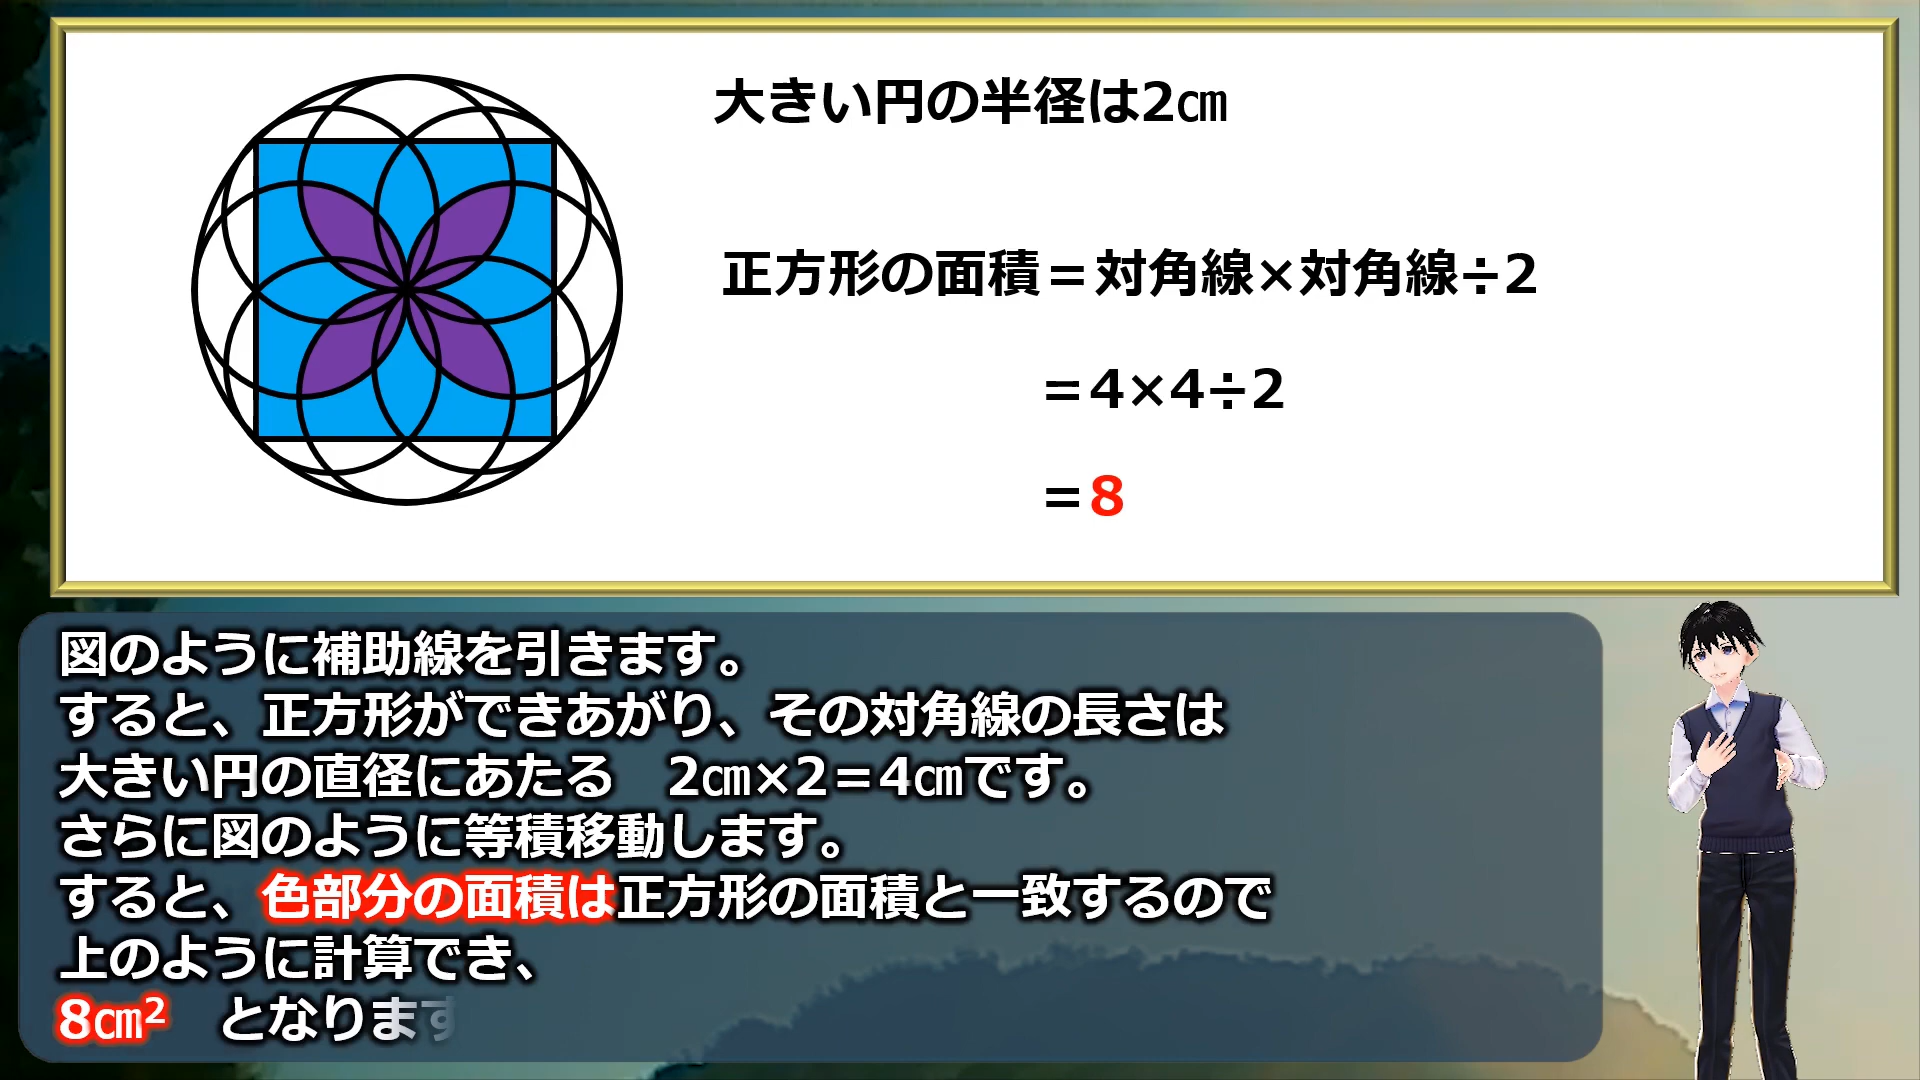 大きい円の半径は2㎝
正方形の面積＝対角線×対角線÷2
＝4×4÷2
＝8
図のように補助線を引きます。
すると、正方形ができあがり、その対角線の長さは
大きい円の直径にあたる　2㎝×2＝4㎝です。
さらに図のように等積移動します。
すると、色部分の面積は正方形の面積と一致するので
上のように計算でき、
8㎝²　となります